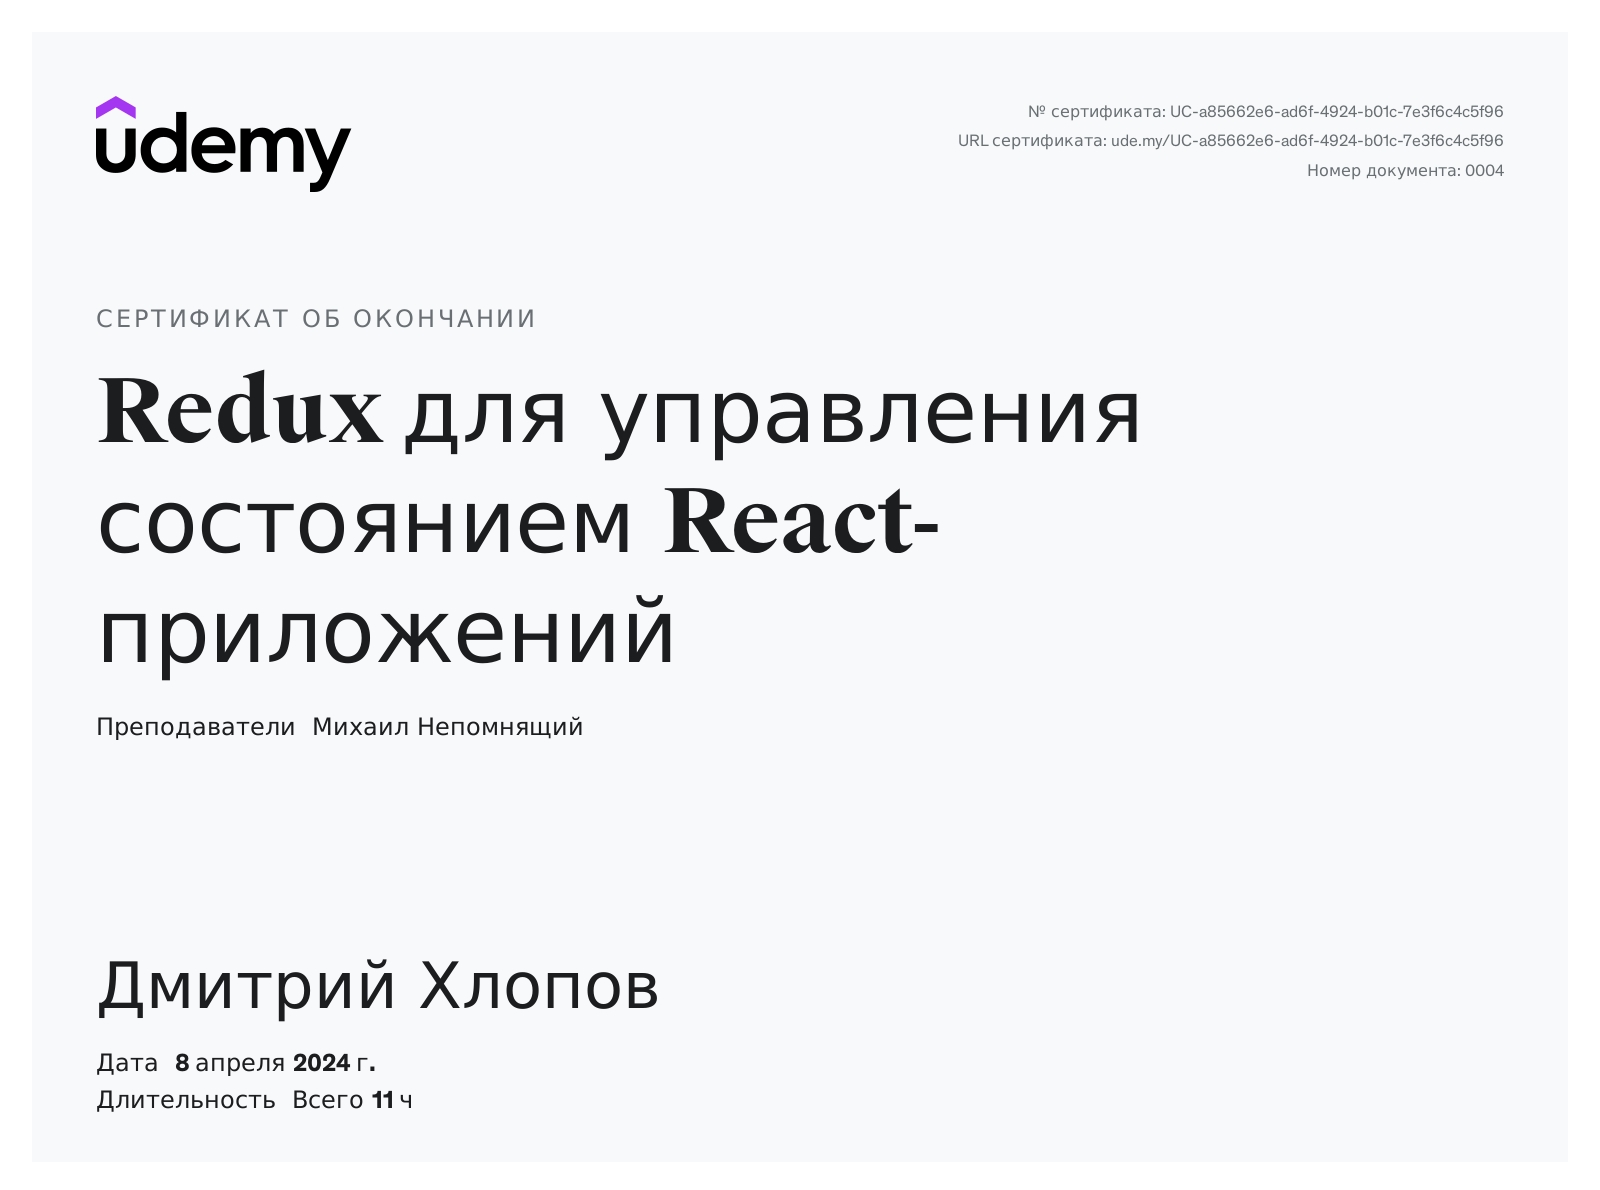 udemy
№ сертификата: UC-a85662e6-ad6f-4924-b01c-7e3f6c4c5f96
URL сертификата: ude.my/UC-a85662e6-ad6f-4924-b01c-7e3f6c4c5f96
Номер документа: 0004
СЕРТИФИКАТ ОБ ОКОНЧАНИИ
Redux для управления
состоянием React-
приложений
Преподаватели Михаил Непомнящий
Дмитрий Хлопов
Дата 8 апреля 2024 г.
Длительность Всего 11 ч